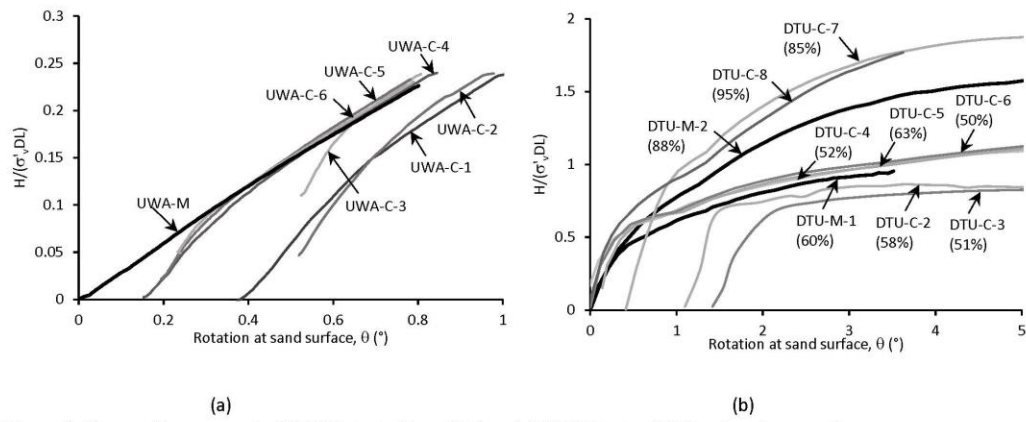 0.3
0.25
0.2
0.15
0.1
0.05
0
H/(σ'vDL)
UWA-C-4
UWA-C-5
UWA-C-6
UWA-C-2
UWA-C-1
UWA-M
UWA-C-3
0 0.2 0.4 0.6 0.8 1
Rotation at sand surface, θ (°)
(a)
2
1.5
1
0.5
0
H/(σ'vDL)
DTU-C-7
(85%)
DTU-C-8
(95%)
DTU-M-2
(88%)
DTU-C-4
(52%)
DTU-C-5
(63%)
DTU-C-6
(50%)
DTU-M-1
(60%)
DTU-C-2
(58%)
DTU-C-3
(51%)
0 1 2 3 4 5
Rotation at sand surface, θ (°)
(b)